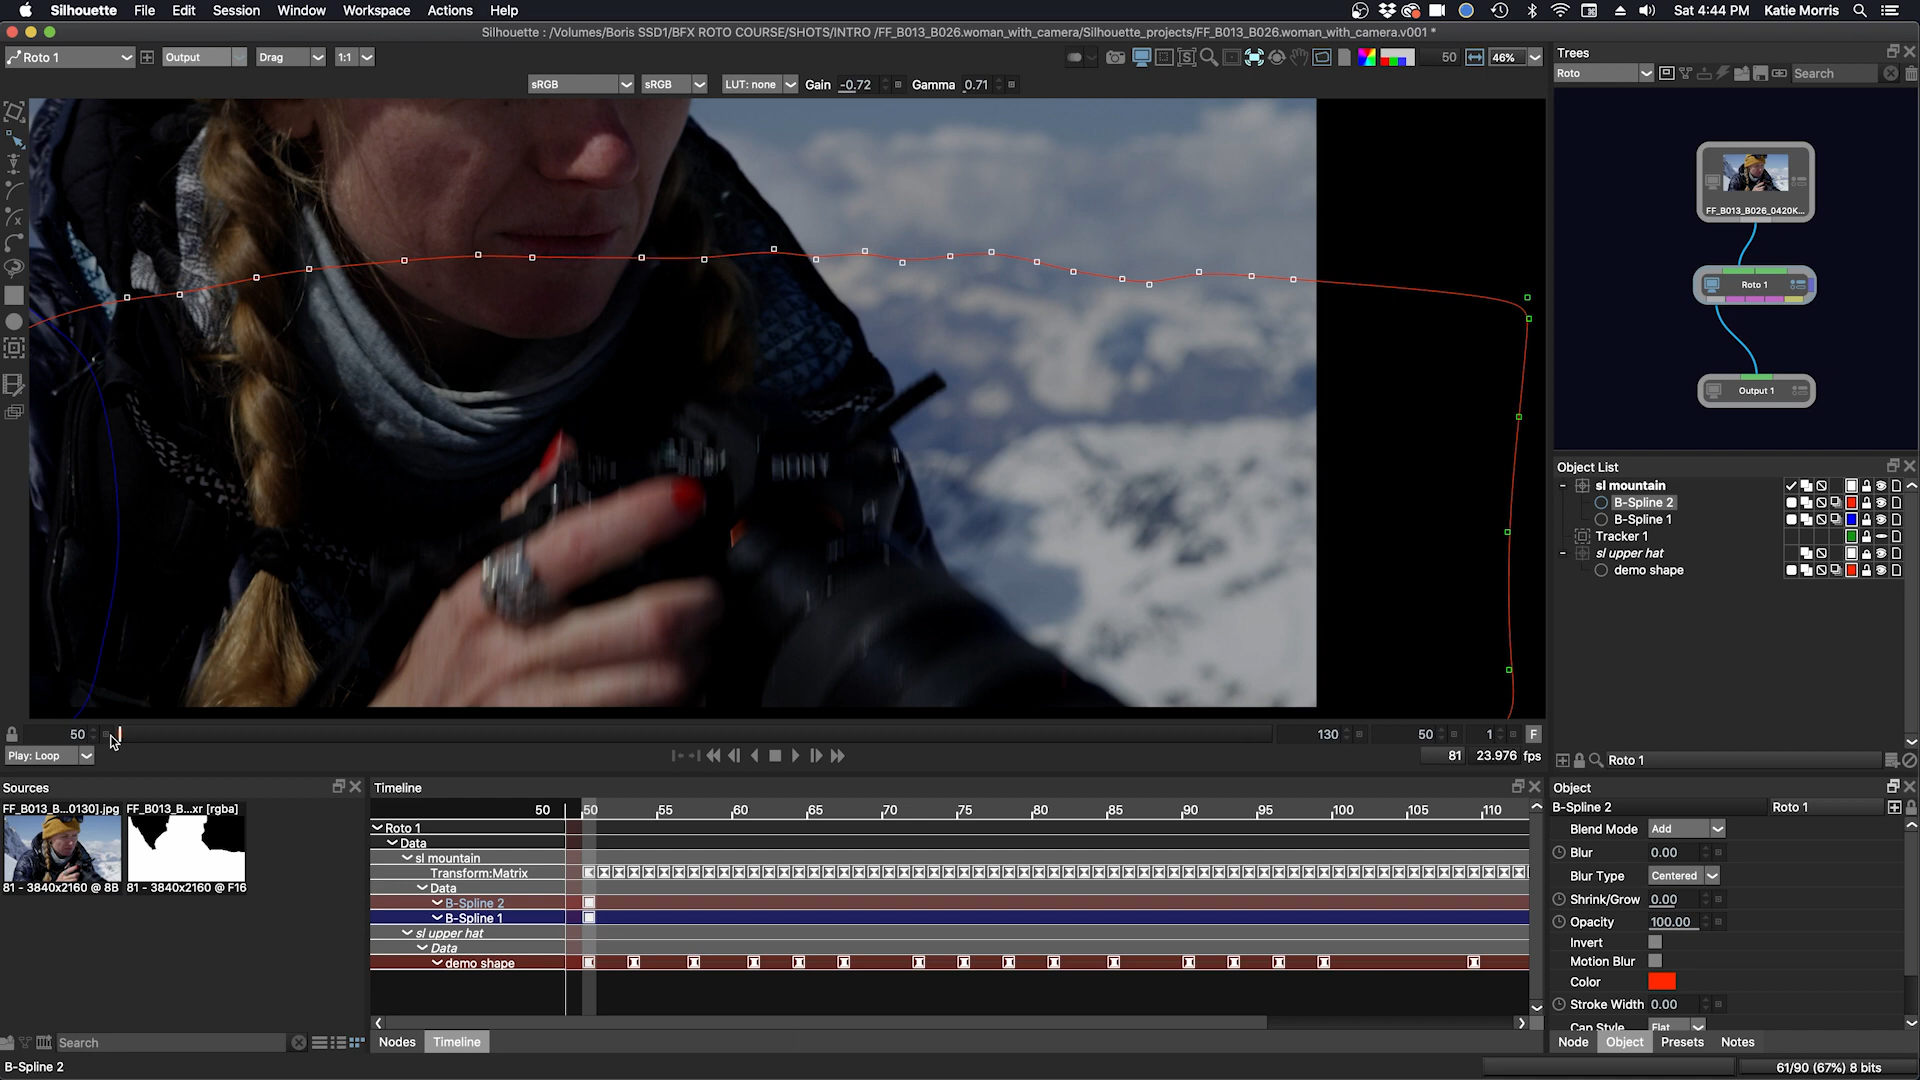 Silhouette File Edit Session Window Workspace Actions Help
Sat 4:44 PM Katie Morris
Silhouette : /Volumes/Boris SSD1/BFX ROTO COURSE/SHOTS/INTRO /FF_B013_B026.woman_with_camera/Silhouette_projects/FF_B013_B026.woman_with_camera.v001 *
Roto 1 Output Drag 1:1 50 46%
sRGB sRGB LUT: none Gain -0.72 Gamma 0.71
Trees
Roto Search
FF_B013_B026_0420K...
Roto 1
Output 1
SONY
Object List
sl mountain
B-Spline 2
B-Spline 1
Tracker 1
sl upper hat
demo shape
50 130 50 1 F
Play: Loop 81 23.976 fps
Roto 1
Sources
FF_B013_B...0130].jpg FF_B013_B...xr [rgba]
81 - 3840x2160 @ 8B 81 - 3840x2160 @ F16
Search
Timeline
50 50 55 60 65 70 75 80 85 90 95 100 105 110
Roto 1
Data
sl mountain
Transform:Matrix
Data
B-Spline 2
B-Spline 1
sl upper hat
Data
demo shape
Nodes Timeline
Object
B-Spline 2 Roto 1
Blend Mode Add
Blur 0.00
Blur Type Centered
Shrink/Grow 0.00
Opacity 100.00
Invert
Motion Blur
Color
Stroke Width 0.00
Cap Style Flat
Node Object Presets Notes
B-Spline 2
61/90 (67%) 8 bits